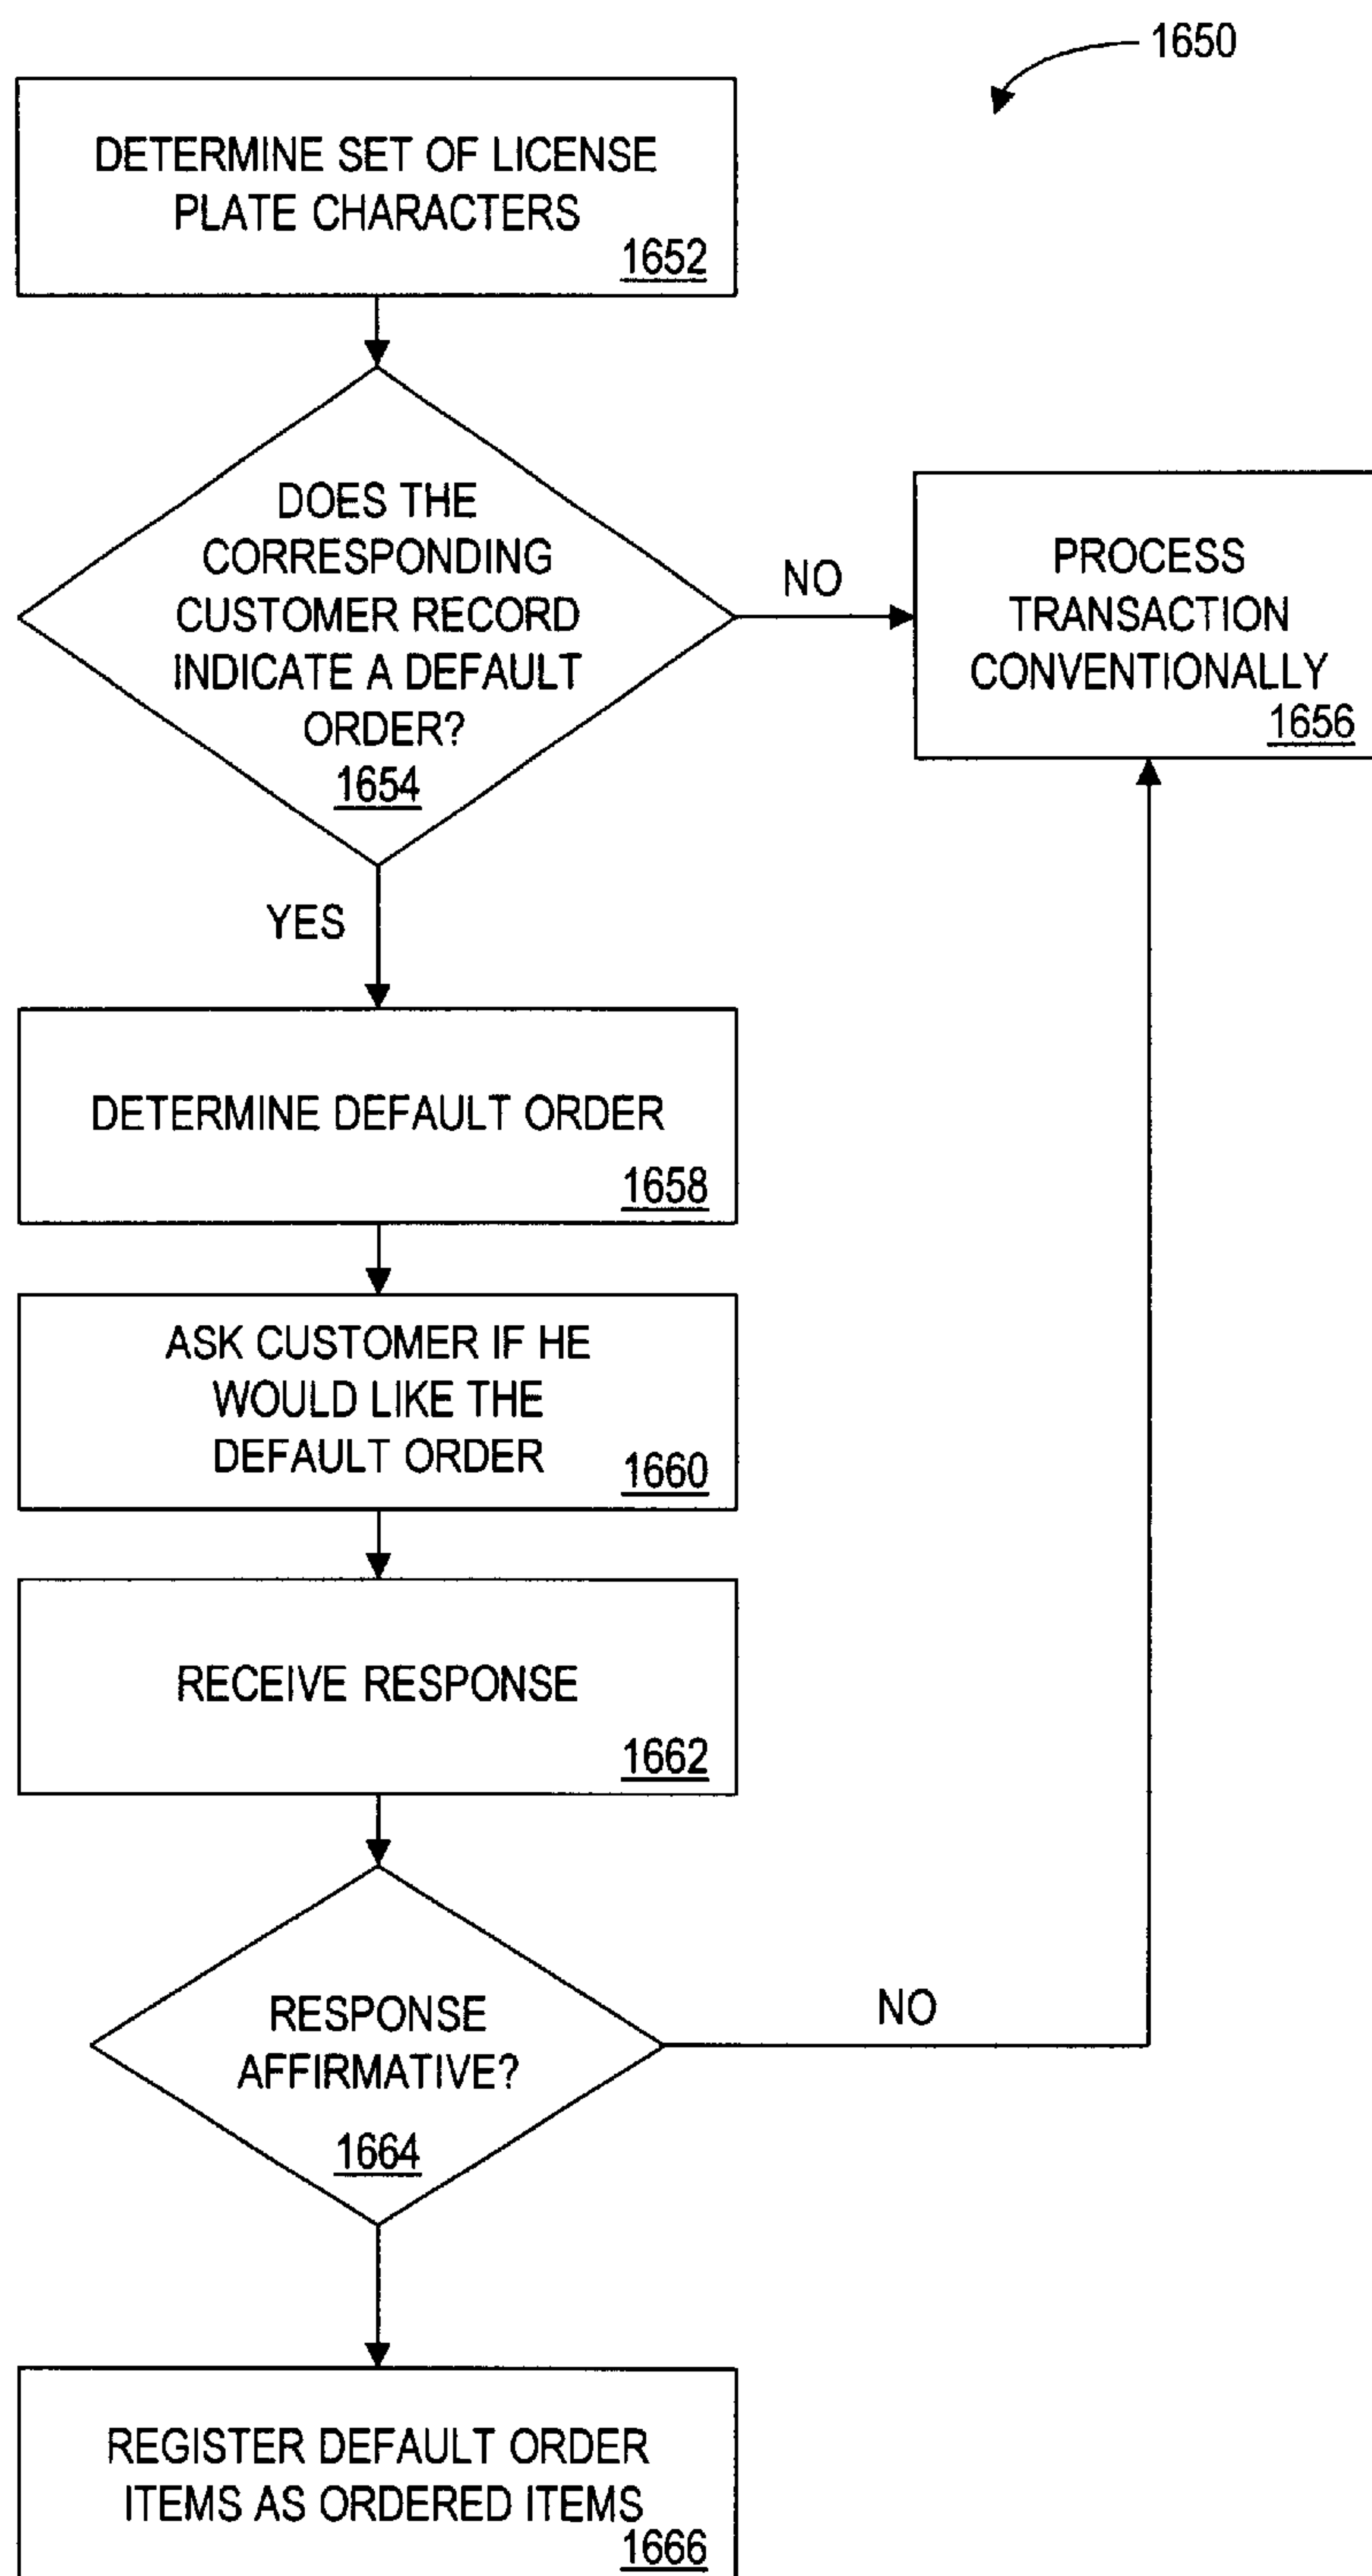 1650
DETERMINE SET OF LICENSE
PLATE CHARACTERS
1652
DOES THE
CORRESPONDING
CUSTOMER RECORD
INDICATE A DEFAULT
ORDER?
1654
NO
PROCESS
TRANSACTION
CONVENTIONALLY
1656
YES
DETERMINE DEFAULT ORDER
1658
ASK CUSTOMER IF HE
WOULD LIKE THE
DEFAULT ORDER
1660
RECEIVE RESPONSE
1662
RESPONSE
AFFIRMATIVE?
1664
NO
REGISTER DEFAULT ORDER
ITEMS AS ORDERED ITEMS
1666